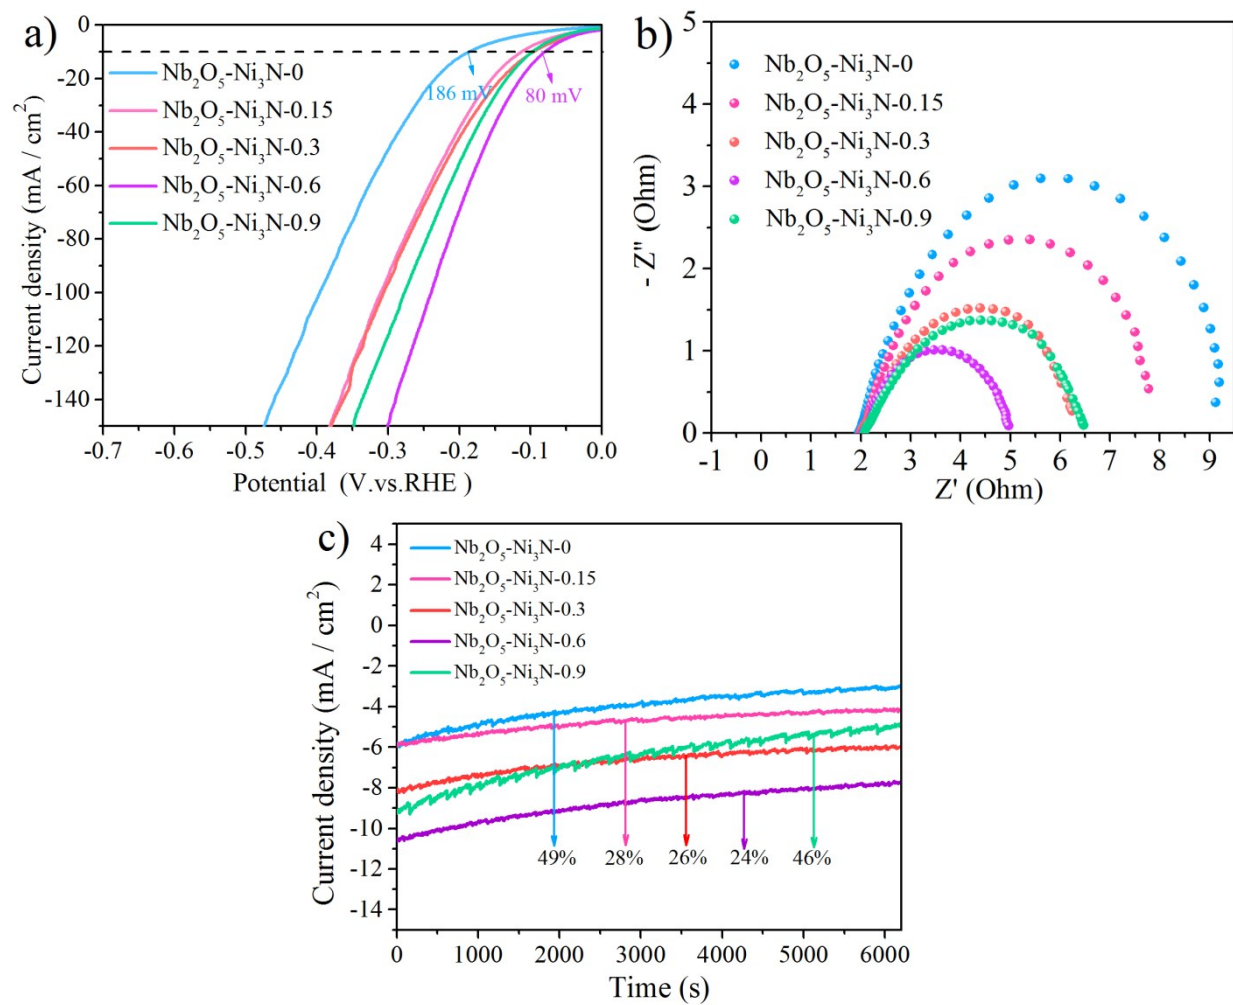 a)
0
-20
-40
-60
-80
-100
-120
-140
Current density (mA / cm²)
Nb₂O₅-Ni₃N-0
Nb₂O₅-Ni₃N-0.15
Nb₂O₅-Ni₃N-0.3
Nb₂O₅-Ni₃N-0.6
Nb₂O₅-Ni₃N-0.9
186 mV
80 mV
-0.7 -0.6 -0.5 -0.4 -0.3 -0.2 -0.1 0.0
Potential (V.vs.RHE )
b)
5
4
3
2
1
0
- Z" (Ohm)
Nb₂O₅-Ni₃N-0
Nb₂O₅-Ni₃N-0.15
Nb₂O₅-Ni₃N-0.3
Nb₂O₅-Ni₃N-0.6
Nb₂O₅-Ni₃N-0.9
-1 0 1 2 3 4 5 6 7 8 9
Z' (Ohm)
c)
4
2
0
-2
-4
-6
-8
-10
-12
-14
Current density (mA / cm²)
Nb₂O₅-Ni₃N-0
Nb₂O₅-Ni₃N-0.15
Nb₂O₅-Ni₃N-0.3
Nb₂O₅-Ni₃N-0.6
Nb₂O₅-Ni₃N-0.9
49% 28% 26% 24% 46%
0 1000 2000 3000 4000 5000 6000
Time (s)